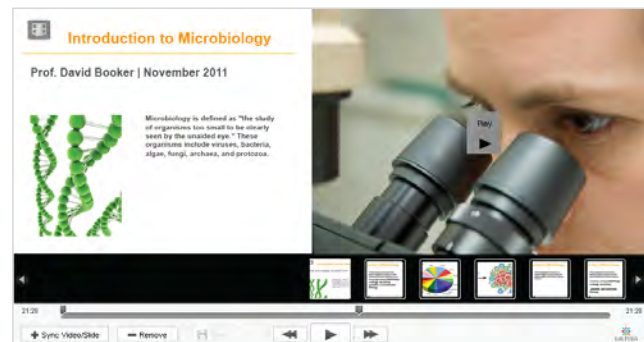 Introduction to Microbiology
Prof. David Booker | November 2011
Microbiology is defined as "the study
of organisms too small to be clearly
seen by the unaided eye." These
organisms include viruses, bacteria,
algae, fungi, archaea, and protozoa.
Play
21:20
21:20
+ Sync Video/Slide
− Remove